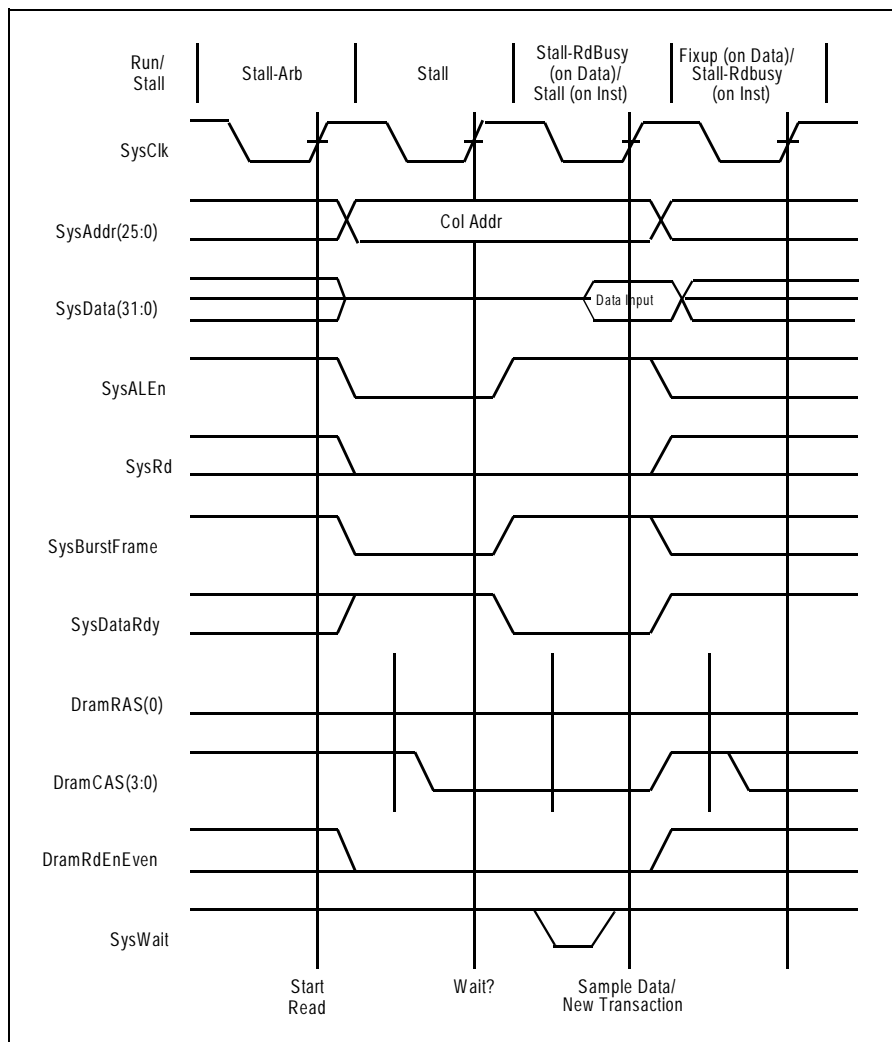 Run/
Stall
Stall-Arb
Stall
Stall-RdBusy
(on Data)/
Stall (on Inst)
Fixup (on Data)/
Stall-Rdbusy
(on Inst)
SysClk
SysAddr(25:0)
Col Addr
SysData(31:0)
Data Input
SysALEn
SysRd
SysBurstFrame
SysDataRdy
DramRAS(0)
DramCAS(3:0)
DramRdEnEven
SysWait
Start
Read
Wait?
Sample Data/
New Transaction